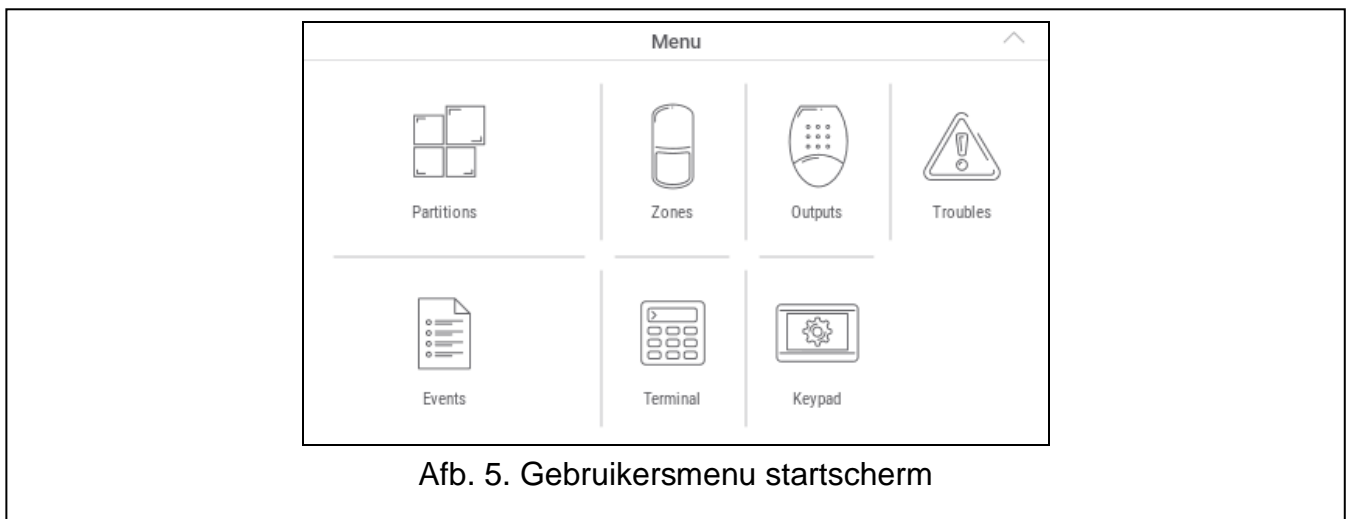 Menu
Partitions
Zones
Outputs
Troubles
Events
Terminal
Keypad
Afb. 5. Gebruikersmenu startscherm